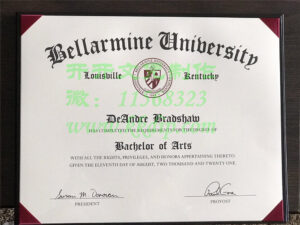 Bellarmine University
Louisville Kentucky
微: 11568323
DeAndre Bradshaw
HAS COMPLETED THE REQUIREMENTS FOR THE DEGREE OF
Bachelor of Arts
WITH ALL THE RIGHTS, PRIVILEGES, AND HONORS APPERTAINING THERETO
GIVEN THE ELEVENTH DAY OF AUGUST, TWO THOUSAND AND TWENTY ONE
PRESIDENT
PROVOST